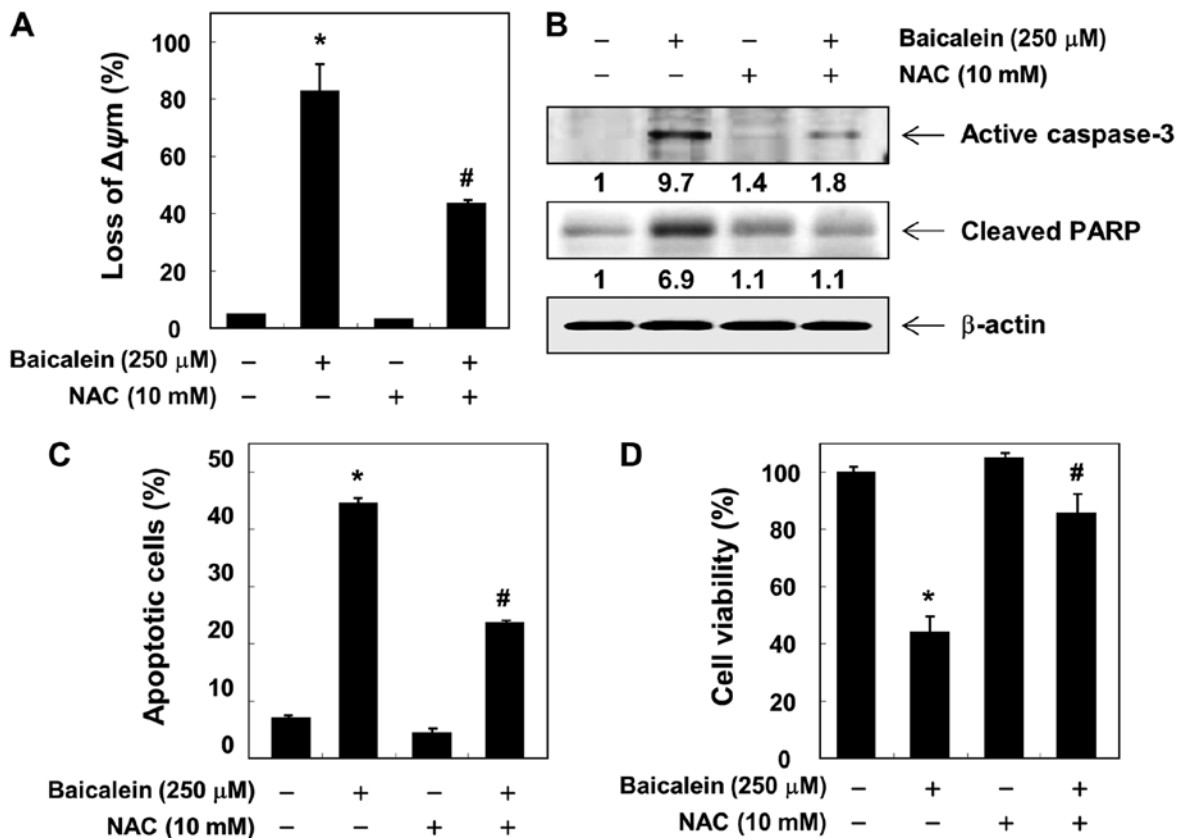 A
Loss of Δψm (%)
100
80
60
40
20
0
*
#
Baicalein (250 μM) − + − +
NAC (10 mM) − − + +
B
− + − + Baicalein (250 μM)
− − + + NAC (10 mM)
Active caspase-3
1 9.7 1.4 1.8
Cleaved PARP
1 6.9 1.1 1.1
β-actin
C
Apoptotic cells (%)
50
40
30
20
10
0
*
#
Baicalein (250 μM) − + − +
NAC (10 mM) − − + +
D
Cell viability (%)
100
80
60
40
20
0
*
#
Baicalein (250 μM) − + − +
NAC (10 mM) − − + +